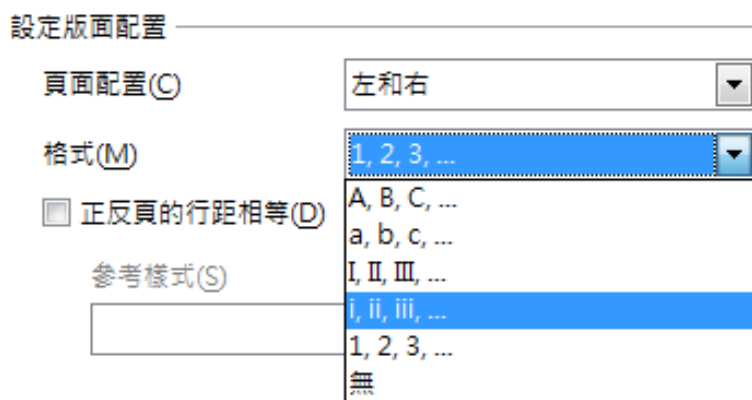 設定版面配置
頁面配置(C)
左和右
格式(M)
1, 2, 3, ...
A, B, C, ...
正反頁的行距相等(D)
a, b, c, ...
參考樣式(S)
I, II, III, ...
i, ii, iii, ...
1, 2, 3, ...
無